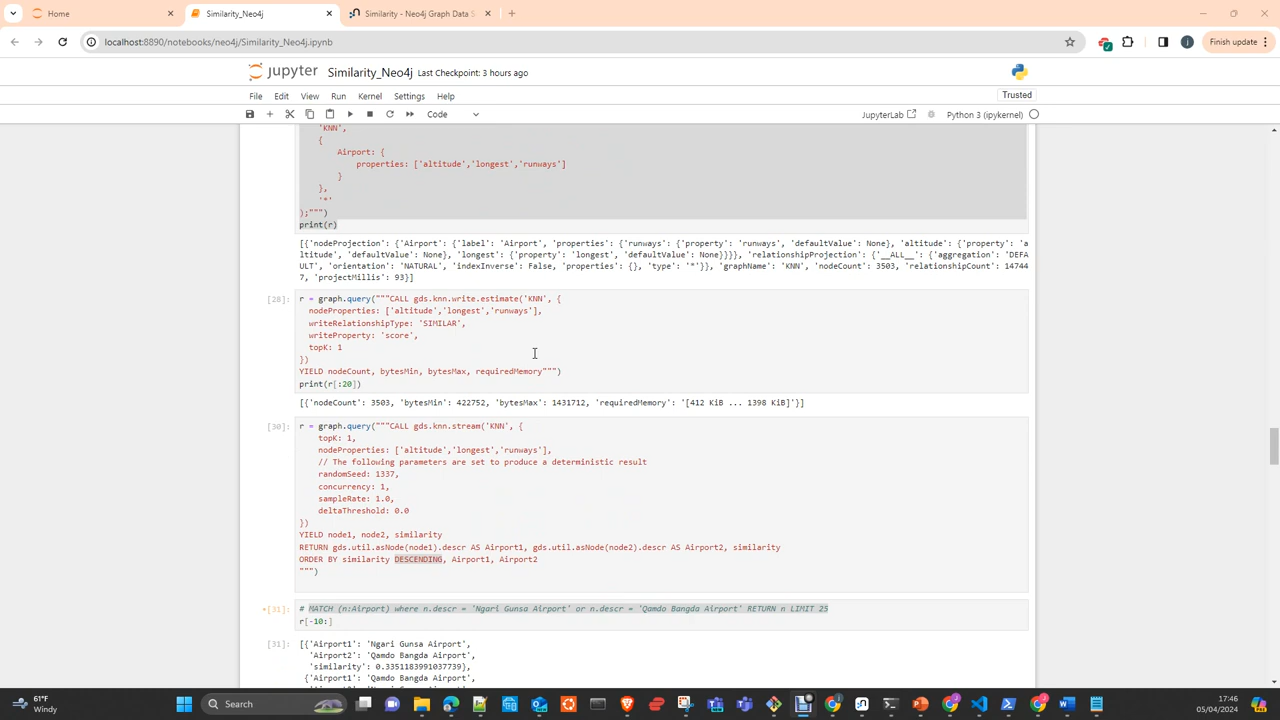 Home
Similarity_Neo4j
Similarity - Neo4j Graph Data S
localhost:8890/notebooks/neo4j/Similarity_Neo4j.ipynb
Finish update
jupyter
Similarity_Neo4j Last Checkpoint: 3 hours ago
File Edit View Run Kernel Settings Help
Trusted
Code
JupyterLab
Python 3 (ipykernel)
'KNN',
{
Airport: {
properties: ['altitude','longest','runways']
}
},
'*'
);""")
print(r)
[{'nodeProjection': {'Airport': {'label': 'Airport', 'properties': {'runways': {'property': 'runways', 'defaultValue': None}, 'altitude': {'property': 'a
ltitude', 'defaultValue': None}, 'longest': {'property': 'longest', 'defaultValue': None}}}}, 'relationshipProjection': {'__ALL__': {'aggregation': 'DEFA
ULT', 'orientation': 'NATURAL', 'indexInverse': False, 'properties': {}, 'type': '*'}}, 'graphName': 'KNN', 'nodeCount': 3503, 'relationshipCount': 14744
7, 'projectMillis': 93}]
[28]: r = graph.query("""CALL gds.knn.write.estimate('KNN', {
nodeProperties: ['altitude','longest','runways'],
writeRelationshipType: 'SIMILAR',
writeProperty: 'score',
topK: 1
})
YIELD nodeCount, bytesMin, bytesMax, requiredMemory""")
print(r[:20])
[{'nodeCount': 3503, 'bytesMin': 422752, 'bytesMax': 1431712, 'requiredMemory': '[412 KiB ... 1398 KiB]'}]
[30]: r = graph.query("""CALL gds.knn.stream('KNN', {
topK: 1,
nodeProperties: ['altitude','longest','runways'],
// The following parameters are set to produce a deterministic result
randomSeed: 1337,
concurrency: 1,
sampleRate: 1.0,
deltaThreshold: 0.0
})
YIELD node1, node2, similarity
RETURN gds.util.asNode(node1).descr AS Airport1, gds.util.asNode(node2).descr AS Airport2, similarity
ORDER BY similarity DESCENDING, Airport1, Airport2
""")
[31]: # MATCH (n:Airport) where n.descr = 'Ngari Gunsa Airport' or n.descr = 'Qamdo Bangda Airport' RETURN n LIMIT 25
r[-10:]
[31]: [{'Airport1': 'Ngari Gunsa Airport',
'Airport2': 'Qamdo Bangda Airport',
'similarity': 0.3351183991037739},
{'Airport1': 'Qamdo Bangda Airport',
61°F
Windy
Search
17:46
05/04/2024